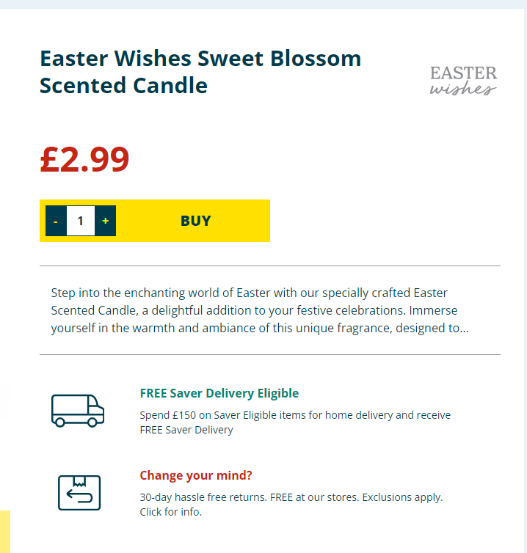 Easter Wishes Sweet Blossom
Scented Candle
EASTER
wishes
£2.99
- 1 + BUY
Step into the enchanting world of Easter with our specially crafted Easter
Scented Candle, a delightful addition to your festive celebrations. Immerse
yourself in the warmth and ambiance of this unique fragrance, designed to...
FREE Saver Delivery Eligible
Spend £150 on Saver Eligible items for home delivery and receive
FREE Saver Delivery
Change your mind?
30-day hassle free returns. FREE at our stores. Exclusions apply.
Click for info.